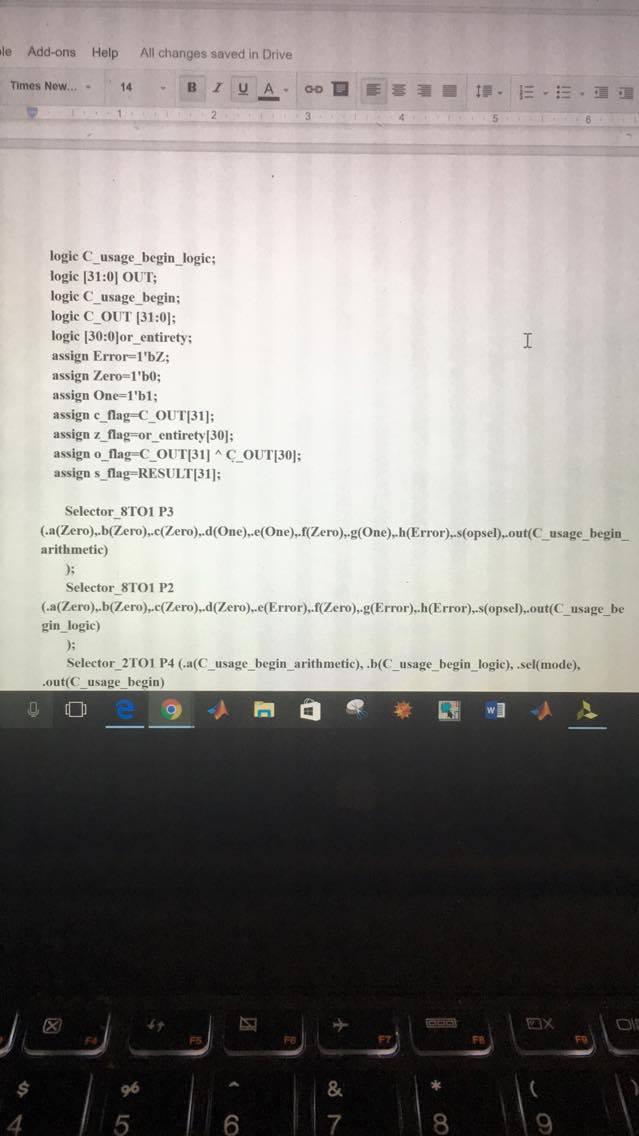 Add-ons Help All changes saved in Drive
Times New... 14 B I U A
1 2 3 4 5 6
logic C_usage_begin_logic;
logic [31:0] OUT;
logic C_usage_begin;
logic C_OUT [31:0];
logic [30:0]or_entirety;
assign Error=1'bZ;
assign Zero=1'b0;
assign One=1'b1;
assign c_flag=C_OUT[31];
assign z_flag=or_entirety[30];
assign o_flag=C_OUT[31] ^ C_OUT[30];
assign s_flag=RESULT[31];
Selector_8TO1 P3
(.a(Zero),.b(Zero),.c(Zero),.d(One),.e(One),.f(Zero),.g(One),.h(Error),.s(opsel),.out(C_usage_begin_
arithmetic)
);
Selector_8TO1 P2
(.a(Zero),.b(Zero),.c(Zero),.d(Zero),.e(Error),.f(Zero),.g(Error),.h(Error),.s(opsel),.out(C_usage_be
gin_logic)
);
Selector_2TO1 P4 (.a(C_usage_begin_arithmetic), .b(C_usage_begin_logic), .sel(mode),
.out(C_usage_begin)
F4 F5 F6 F7 F8 F9
$ % ^ & * (
4 5 6 7 8 9